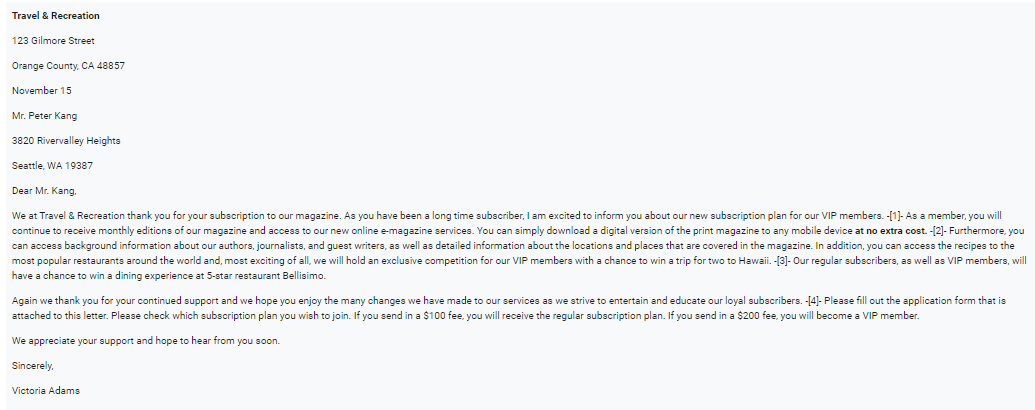 Travel & Recreation
123 Gilmore Street
Orange County, CA 48857
November 15
Mr. Peter Kang
3820 Rivervalley Heights
Seattle, WA 19387
Dear Mr. Kang,
We at Travel & Recreation thank you for your subscription to our magazine. As you have been a long time subscriber, I am excited to inform you about our new subscription plan for our VIP members. -[1]- As a member, you will
continue to receive monthly editions of our magazine and access to our new online e-magazine services. You can simply download a digital version of the print magazine to any mobile device at no extra cost. -[2]- Furthermore, you
can access background information about our authors, journalists, and guest writers, as well as detailed information about the locations and places that are covered in the magazine. In addition, you can access the recipes to the
most popular restaurants around the world and, most exciting of all, we will hold an exclusive competition for our VIP members with a chance to win a trip for two to Hawaii. -[3]- Our regular subscribers, as well as VIP members, will
have a chance to win a dining experience at 5-star restaurant Bellisimo.
Again we thank you for your continued support and we hope you enjoy the many changes we have made to our services as we strive to entertain and educate our loyal subscribers. -[4]- Please fill out the application form that is
attached to this letter. Please check which subscription plan you wish to join. If you send in a $100 fee, you will receive the regular subscription plan. If you send in a $200 fee, you will become a VIP member.
We appreciate your support and hope to hear from you soon.
Sincerely,
Victoria Adams